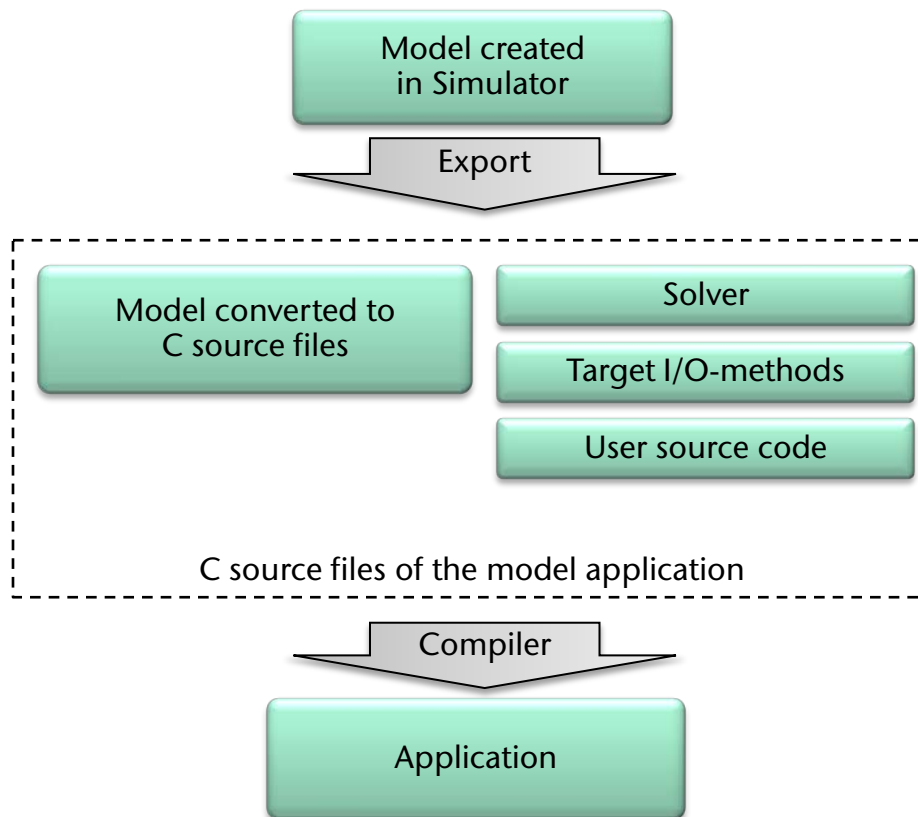 Model created
in Simulator
Export
Model converted to
C source files
Solver
Target I/O-methods
User source code
C source files of the model application
Compiler
Application